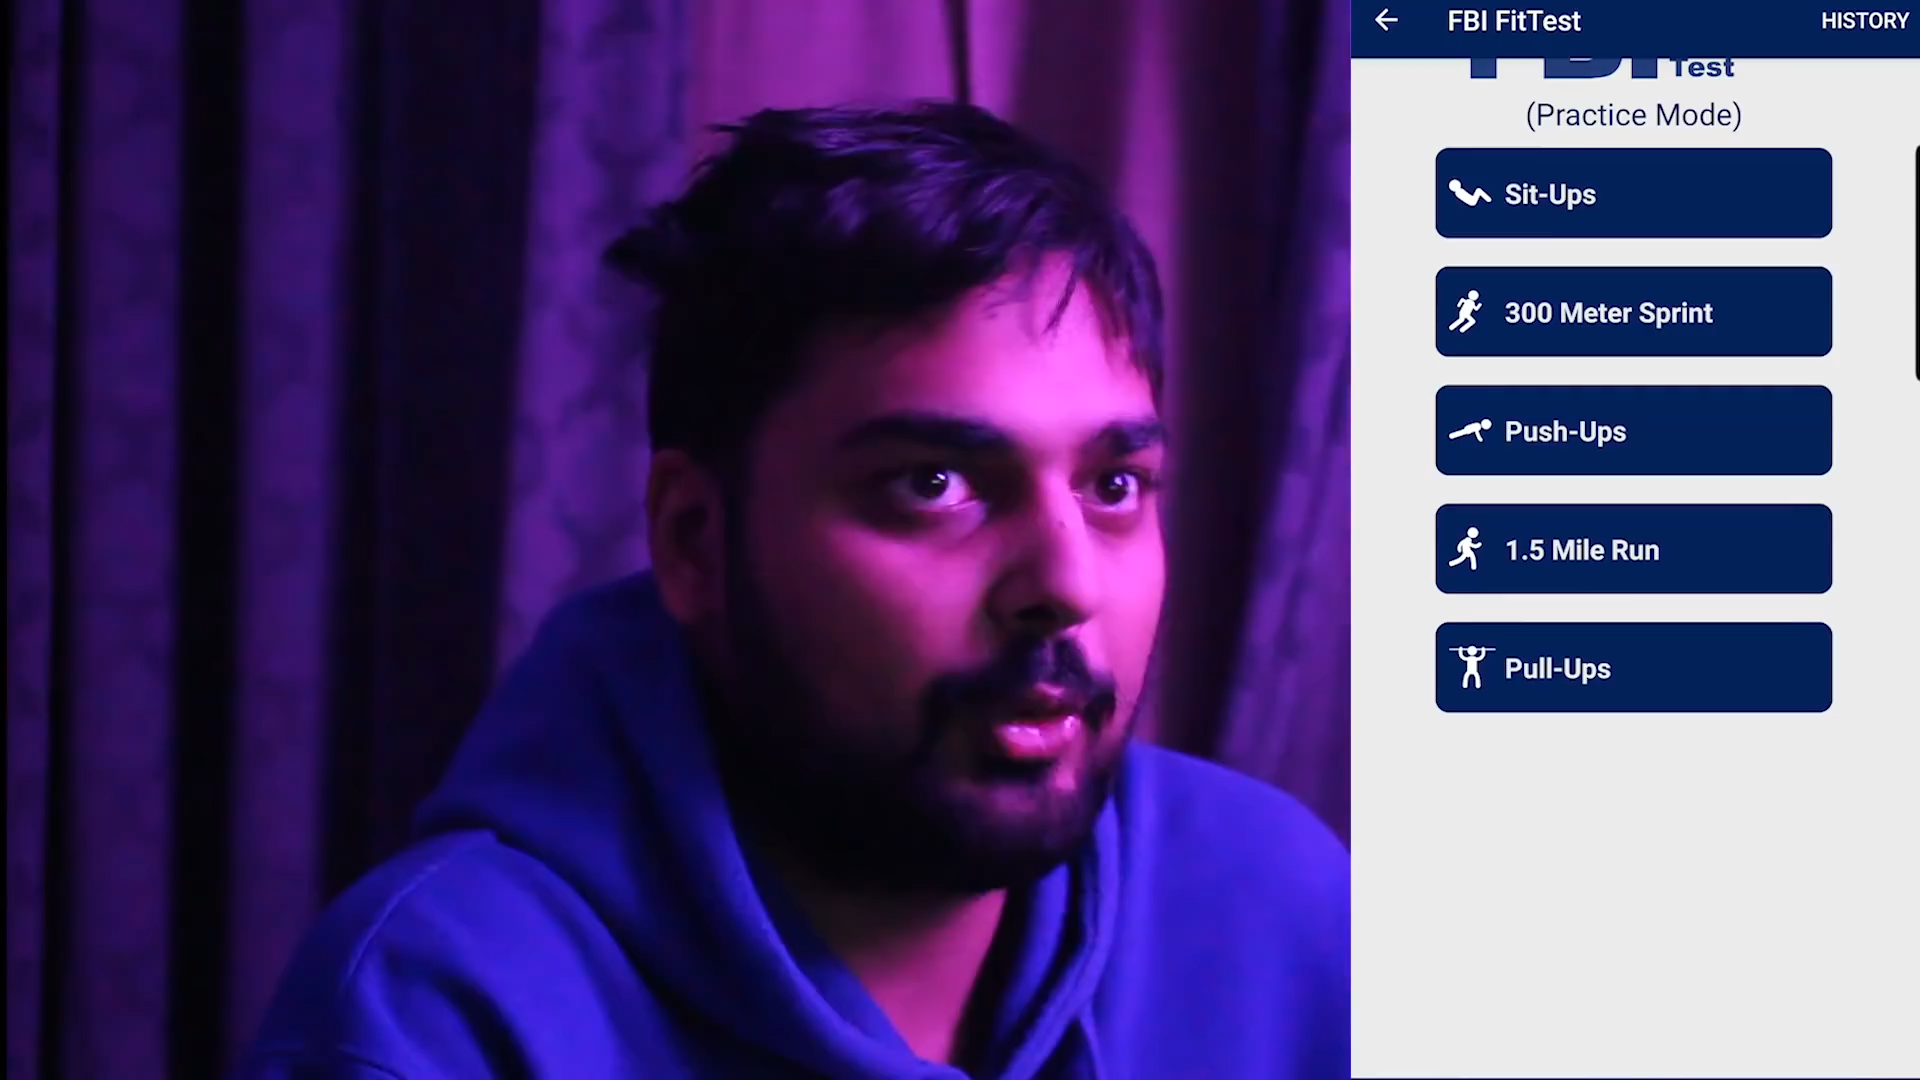 FBI FitTest
HISTORY
FBI Test
(Practice Mode)
Sit-Ups
300 Meter Sprint
Push-Ups
1.5 Mile Run
Pull-Ups